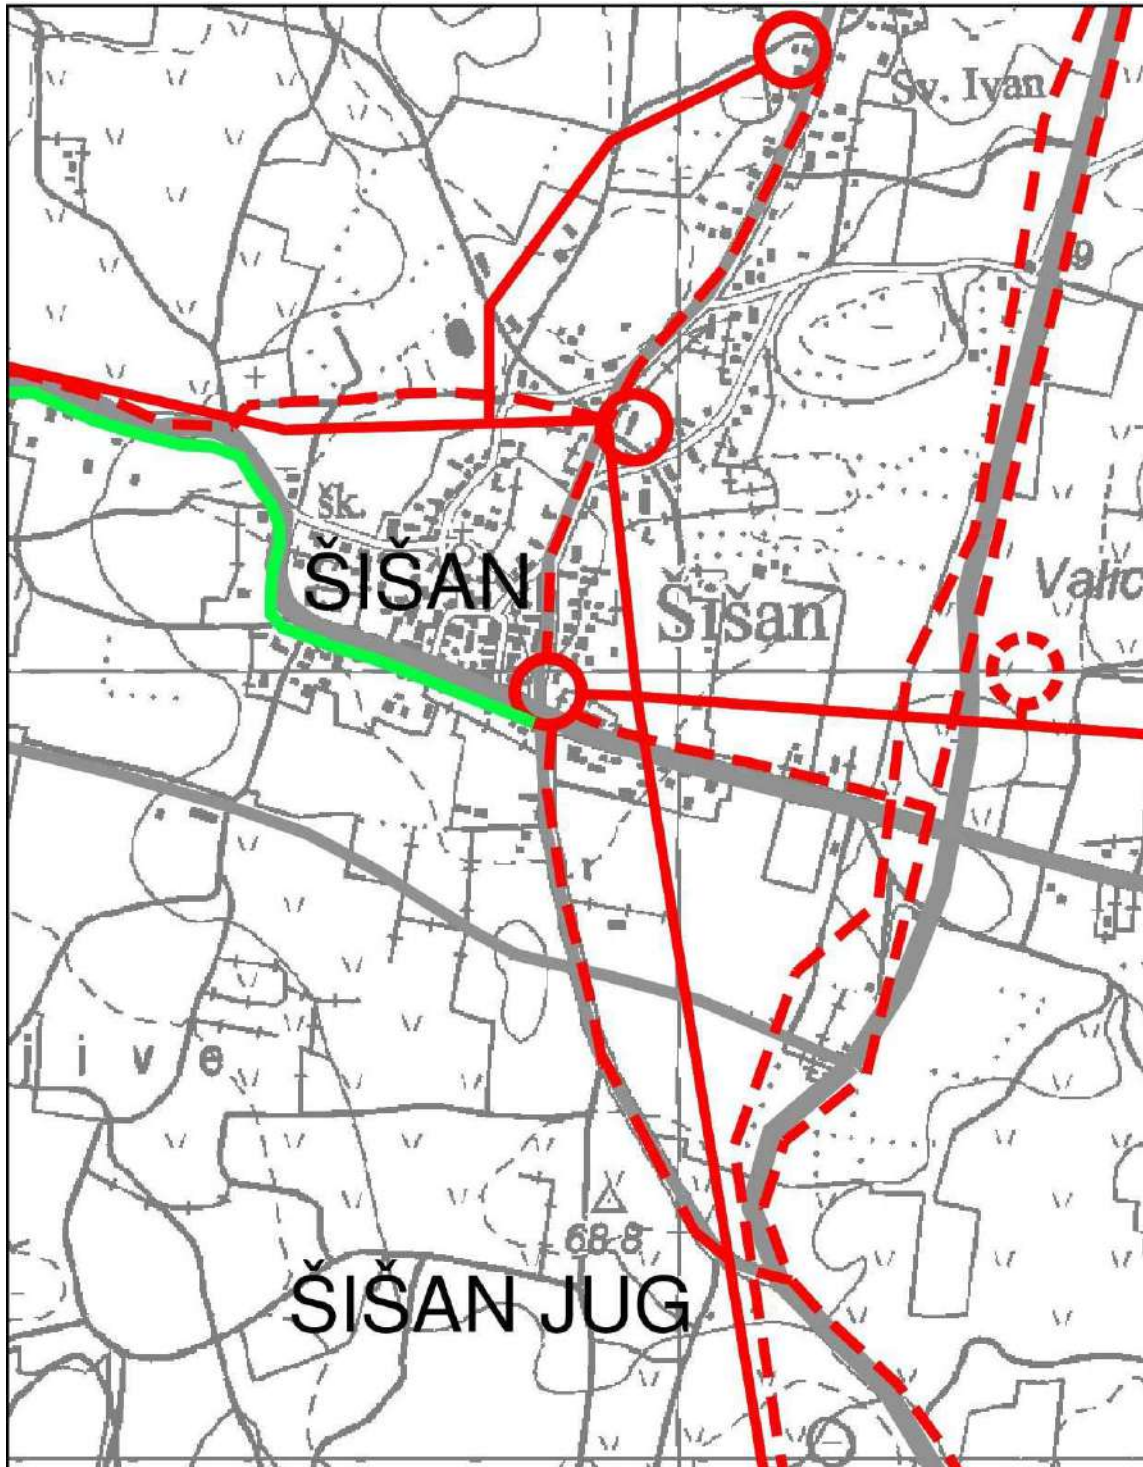 Sv. Ivan
9
šk.
ŠIŠAN
Šišan
Valic
j i v e
68.8
ŠIŠAN JUG